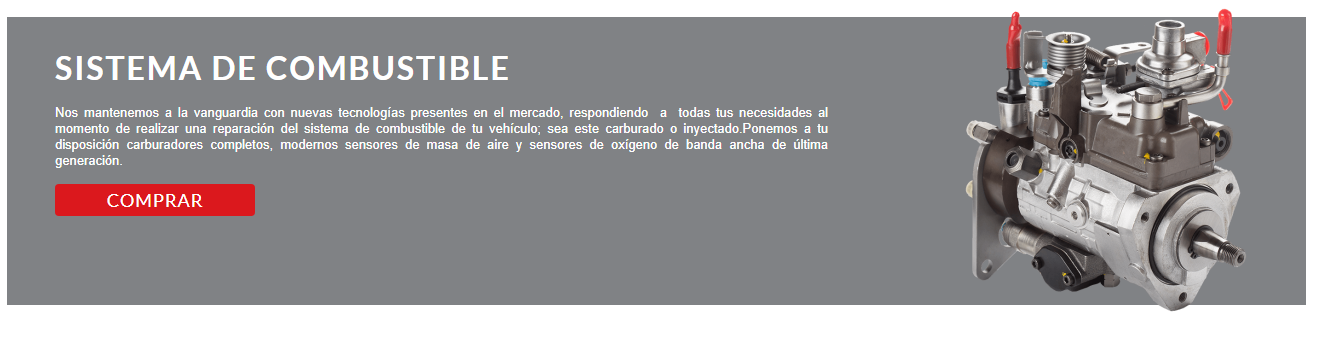 SISTEMA DE COMBUSTIBLE
Nos mantenemos a la vanguardia con nuevas tecnologías presentes en el mercado, respondiendo a todas tus necesidades al
momento de realizar una reparación del sistema de combustible de tu vehículo; sea este carburado o inyectado.Ponemos a tu
disposición carburadores completos, modernos sensores de masa de aire y sensores de oxígeno de banda ancha de última
generación.
COMPRAR